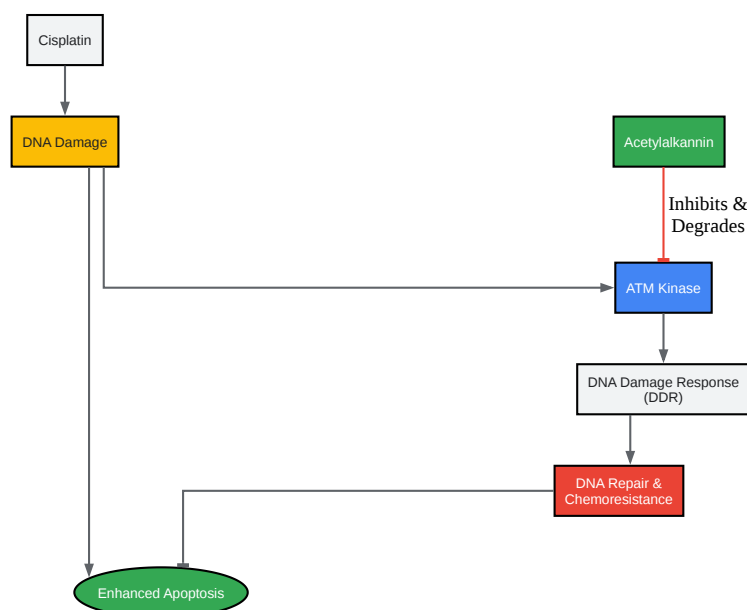 Cisplatin
DNA Damage
Acetylalkannin
Inhibits &
Degrades
ATM Kinase
DNA Damage Response
(DDR)
DNA Repair &
Chemoresistance
Enhanced Apoptosis